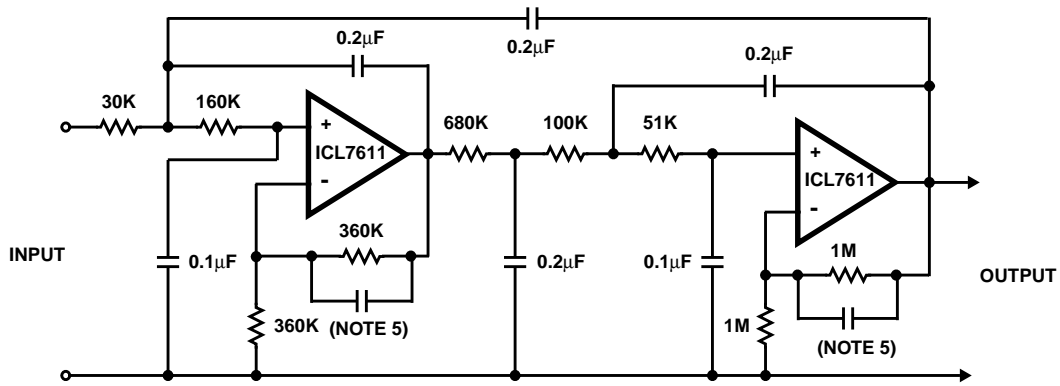 0.2μF
0.2μF
0.2μF
30K
160K
680K
100K
51K
+
ICL7611
-
+
ICL7611
-
360K
1M
INPUT
0.1μF
0.2μF
0.1μF
OUTPUT
360K
(NOTE 5)
1M
(NOTE 5)